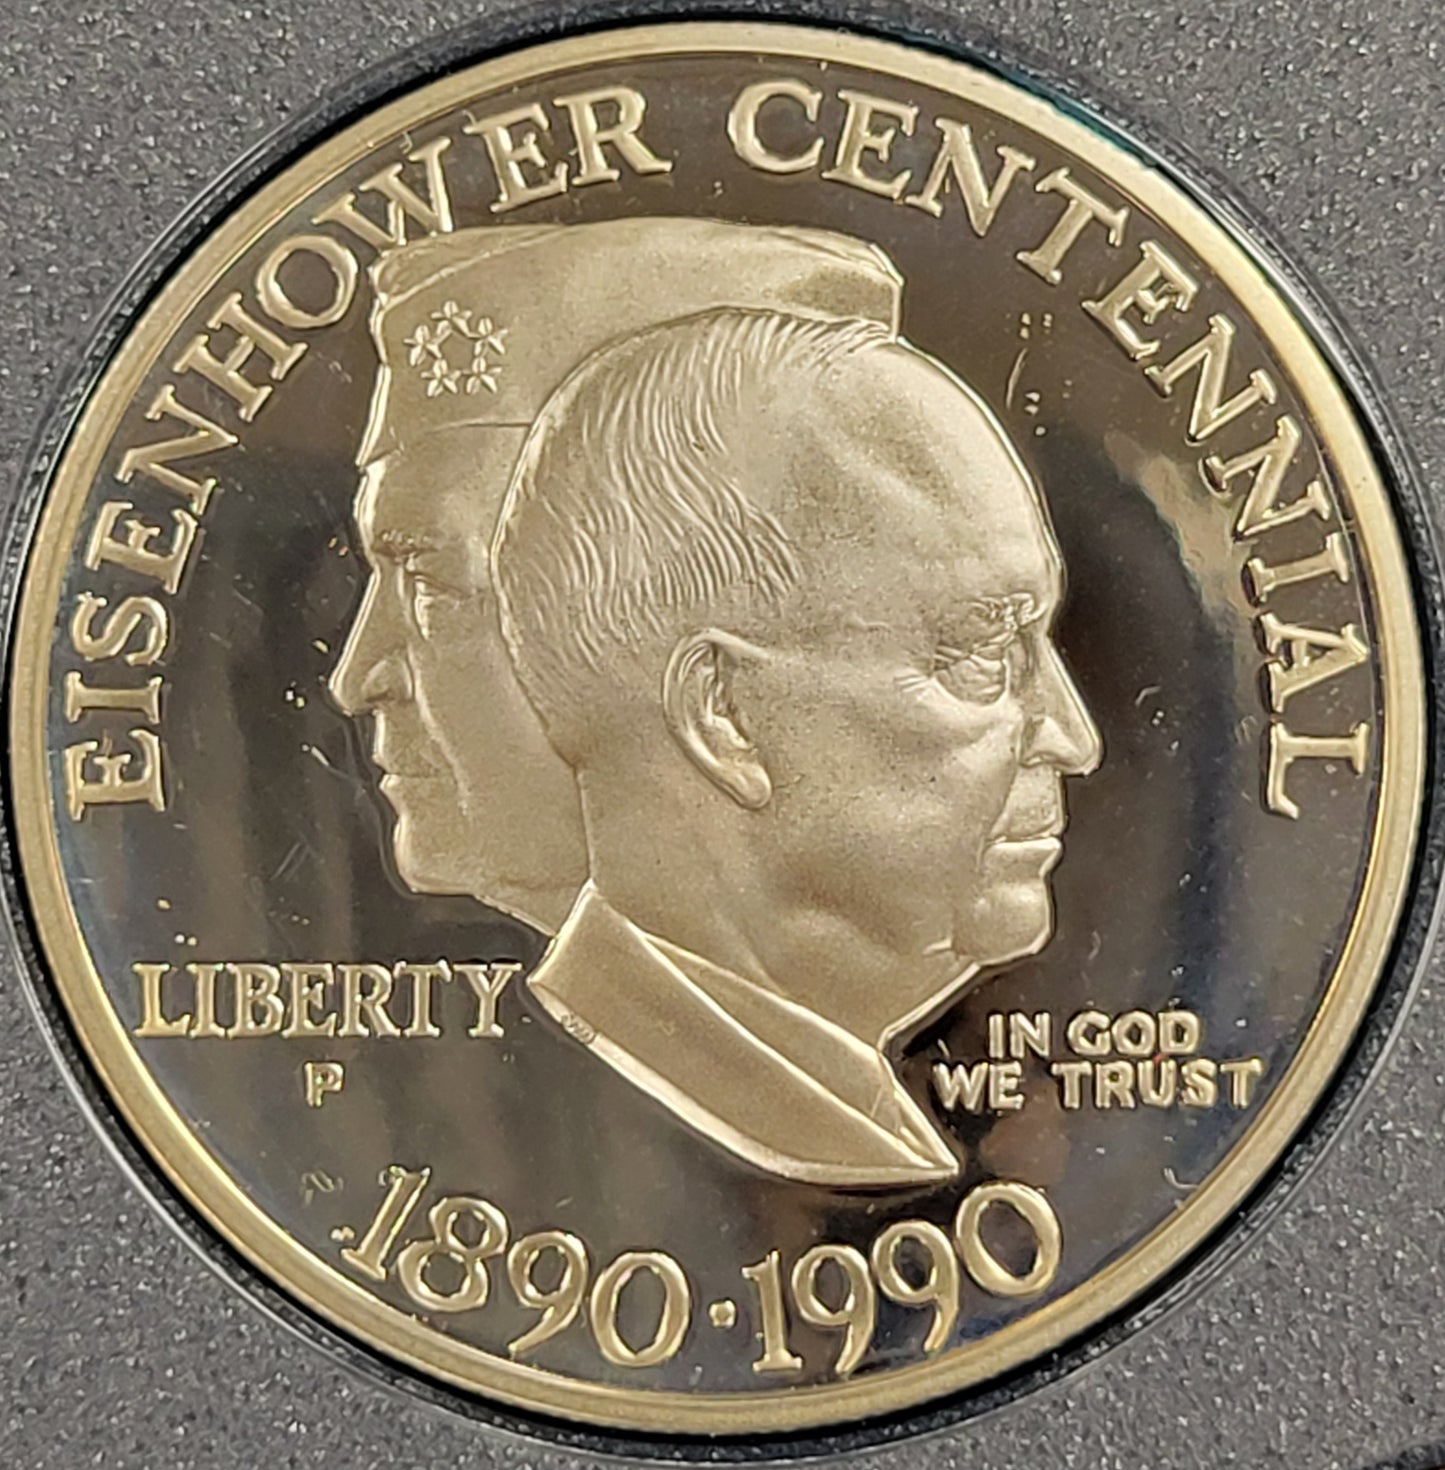 EISENHOWER CENTENNIAL
LIBERTY
P
IN GOD
WE TRUST
1890·1990